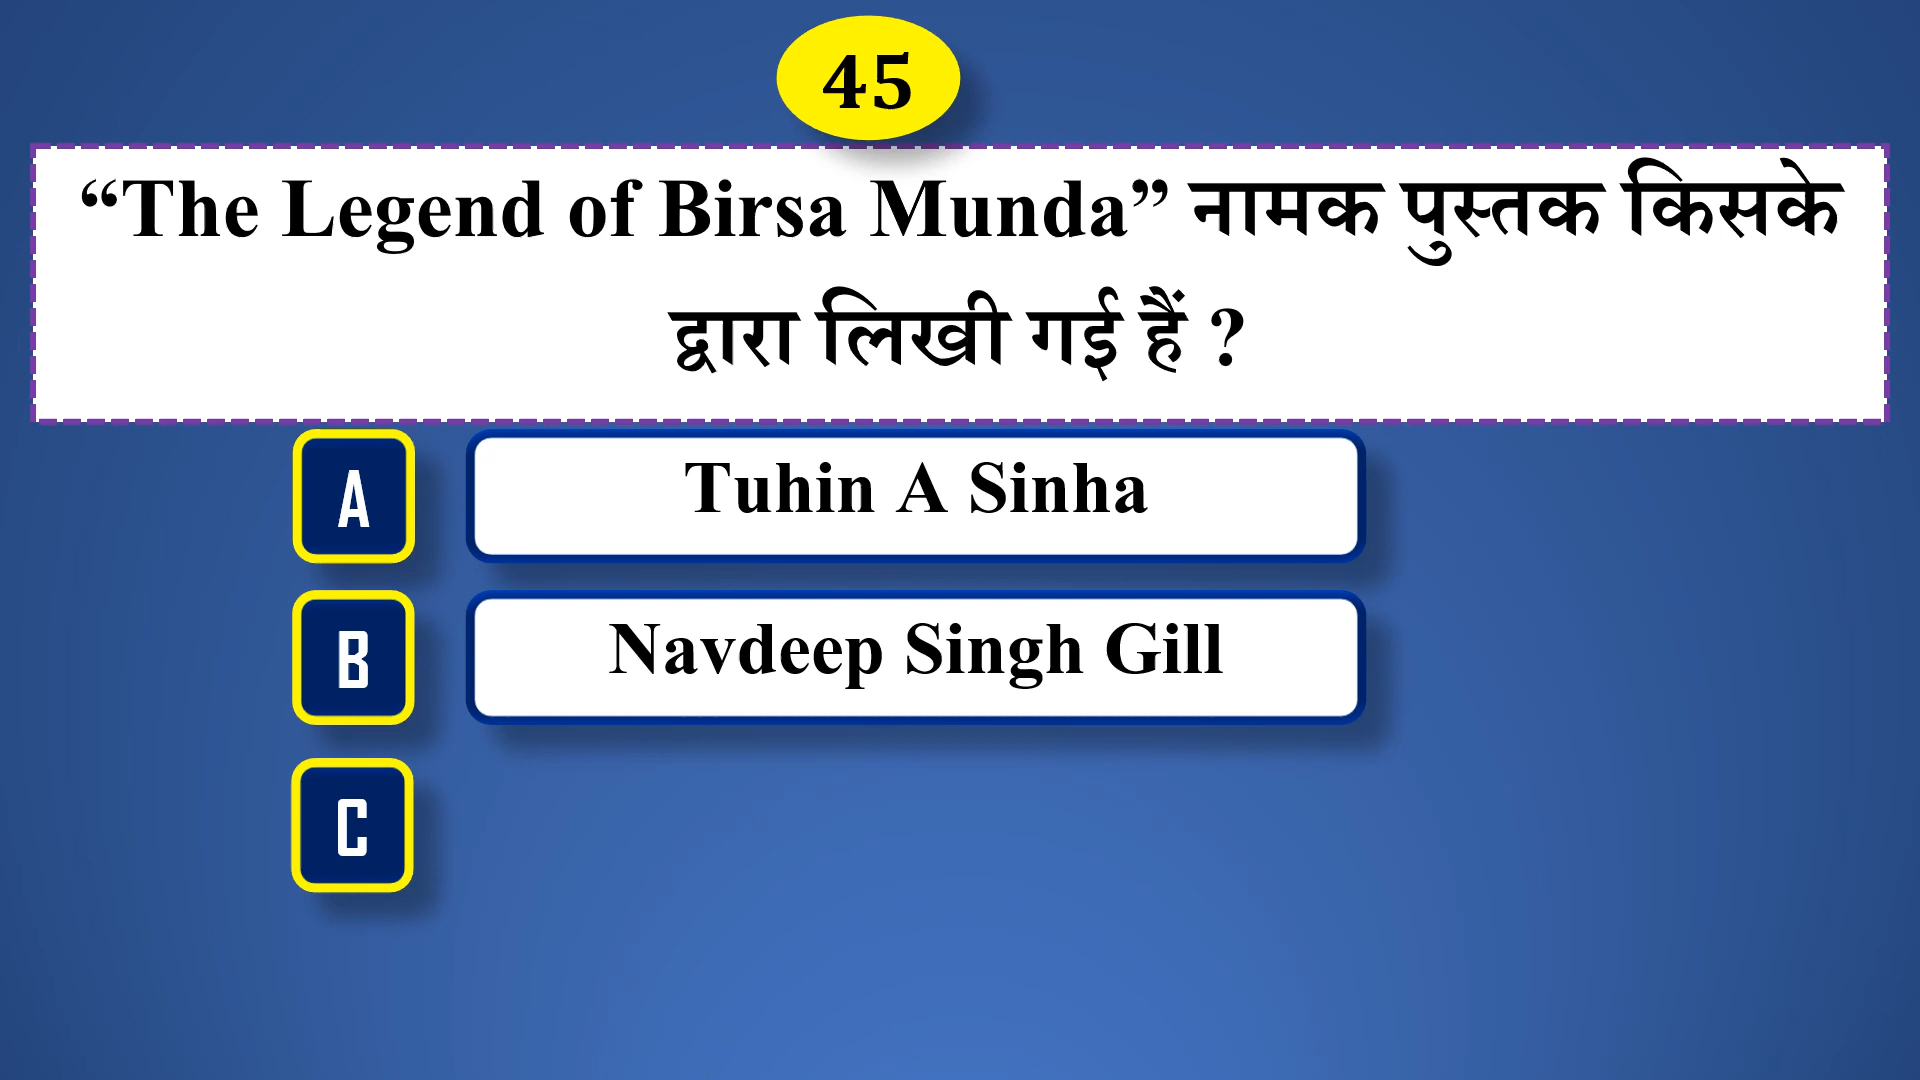 45
“The Legend of Birsa Munda” नामक पुस्तक किसके
द्वारा लिखी गई हैं ?
A
Tuhin A Sinha
B
Navdeep Singh Gill
C